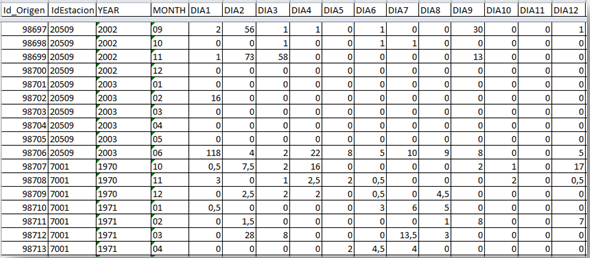 Id_Origen IdEstacion YEAR MONTH DIA1 DIA2 DIA3 DIA4 DIA5 DIA6 DIA7 DIA8 DIA9 DIA10 DIA11 DIA12
98697 20509 2002 09 2 56 1 1 0 1 0 0 30 0 0 1
98698 20509 2002 10 0 0 1 0 0 1 1 0 0 0 0 0
98699 20509 2002 11 1 73 58 0 0 0 0 0 13 0 0 0
98700 20509 2002 12 0 0 0 0 0 0 0 0 0 0 0 0
98701 20509 2003 01 0 0 0 0 0 0 0 0 0 0 0 0
98702 20509 2003 02 16 0 0 0 0 0 0 0 0 0 0 0
98703 20509 2003 03 0 0 0 0 0 0 0 0 0 0 0 0
98704 20509 2003 04 0 0 0 0 0 0 0 0 0 0 0 0
98705 20509 2003 05 0 0 0 0 0 0 0 0 0 0 0 0
98706 20509 2003 06 118 4 2 22 8 5 10 9 8 0 0 5
98707 7001 1970 10 0,5 7,5 2 16 0 0 0 0 2 1 0 17
98708 7001 1970 11 3 0 1 2,5 2 0,5 0 0 0 2 0 0,5
98709 7001 1970 12 0 2,5 2 2 0 0,5 0 4,5 0 0 0 0
98710 7001 1971 01 0,5 0 0 0 0 3 6 5 0 0 0 0
98711 7001 1971 02 0 1,5 0 0 0 0 0 1 8 0 0 7
98712 7001 1971 03 0 28 8 0 0 0 13,5 3 0 0 0 0
98713 7001 1971 04 0 0 0 0 2 4,5 4 0 0 0 0 0